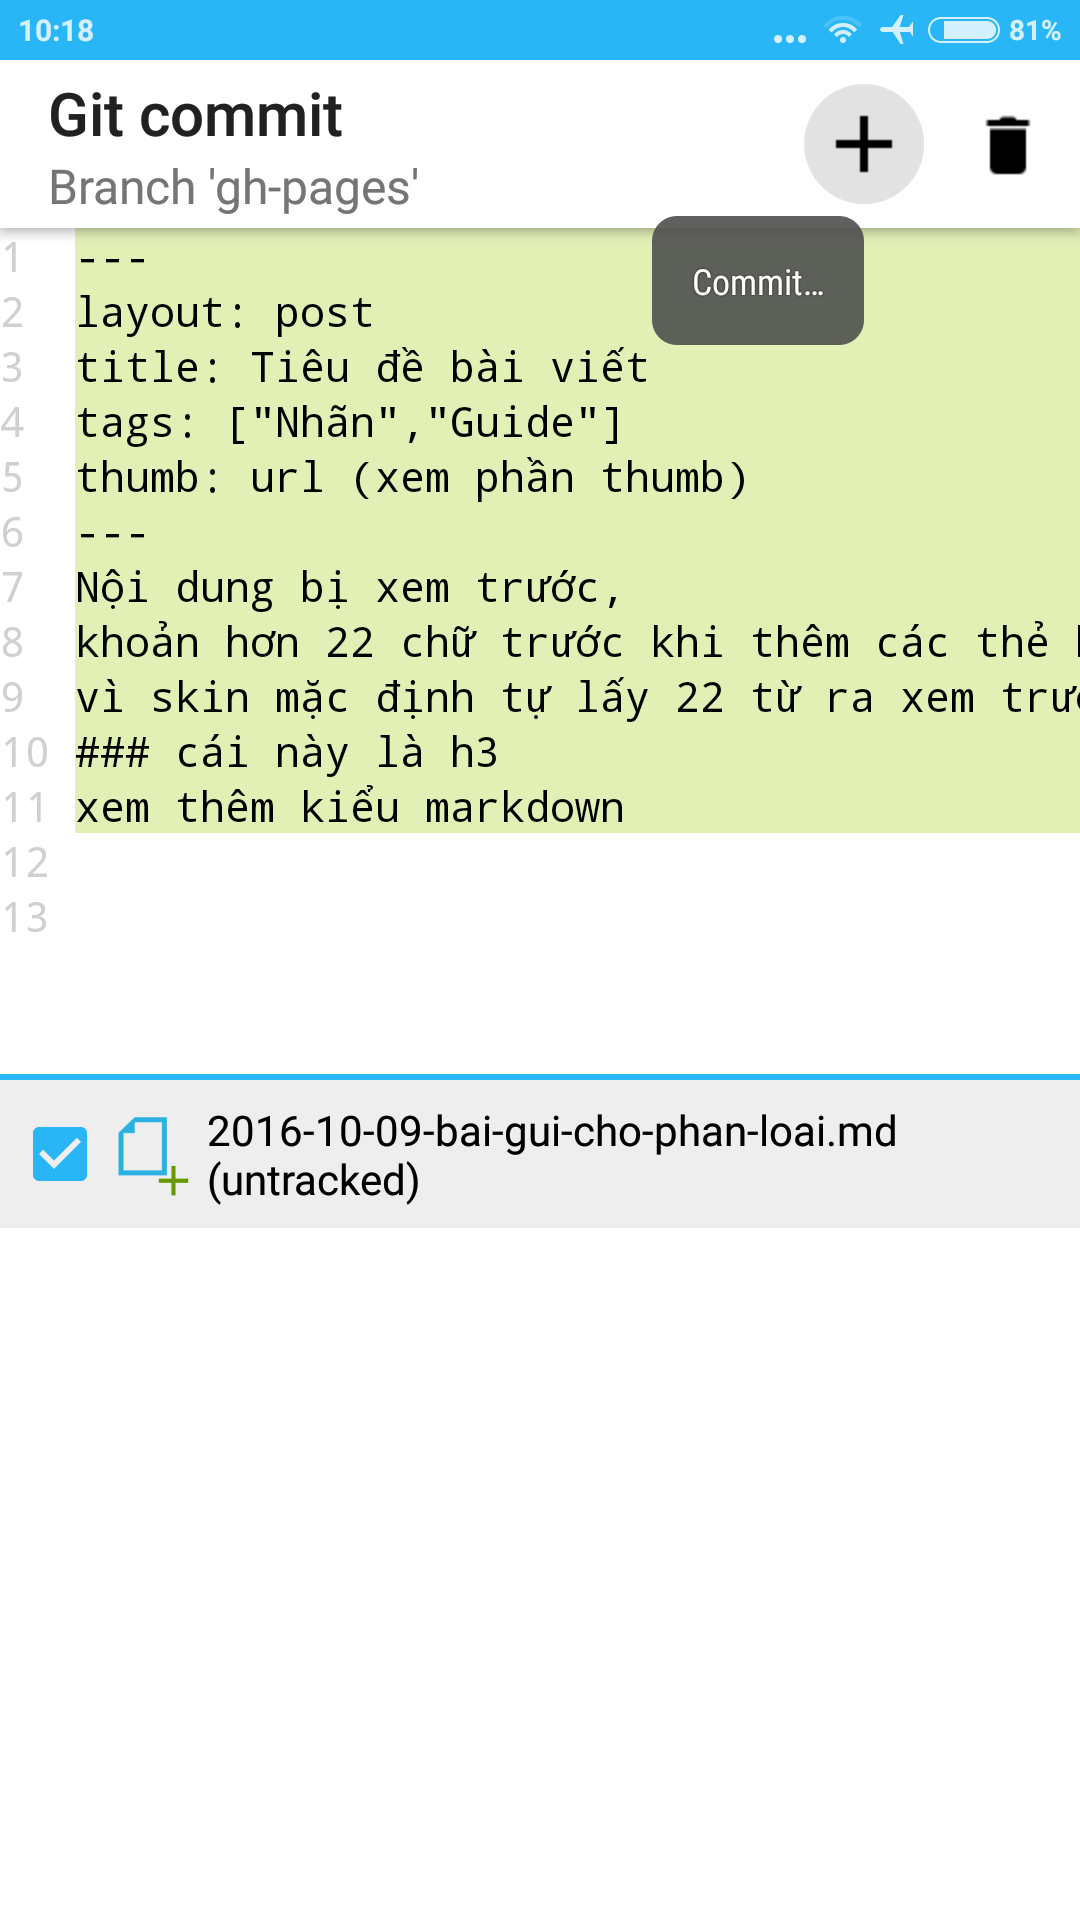 10:18
81%
Git commit
Branch 'gh-pages'
Commit...
1 ---
2 layout: post
3 title: Tiêu đề bài viết
4 tags: ["Nhãn","Guide"]
5 thumb: url (xem phần thumb)
6 ---
7 Nội dung bị xem trước,
8 khoản hơn 22 chữ trước khi thêm các thẻ
9 vì skin mặc định tự lấy 22 từ ra xem
10 ### cái này là h3
11 xem thêm kiểu markdown
12
13
2016-10-09-bai-gui-cho-phan-loai.md
(untracked)